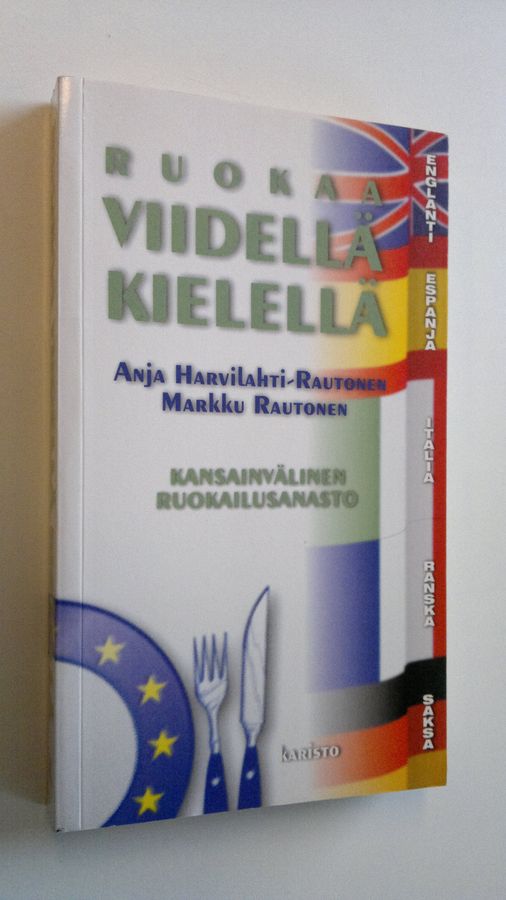 RUOKAA
VIIDELLÄ
KIELELLÄ
Anja Harvilahti-Rautonen
Markku Rautonen
KANSAINVÄLINEN
RUOKAILUSANASTO
ENGLANTI
ESPANJA
ITALIA
RANSKA
SAKSA
KARISTO